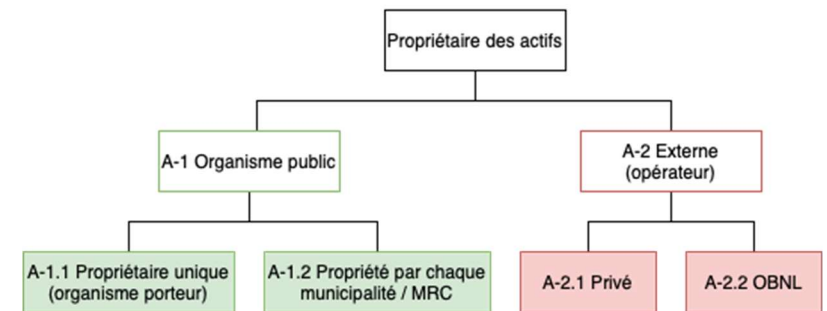 Propriétaire des actifs
A-1 Organisme public
A-2 Externe
(opérateur)
A-1.1 Propriétaire unique
(organisme porteur)
A-1.2 Propriété par chaque
municipalité / MRC
A-2.1 Privé
A-2.2 OBNL